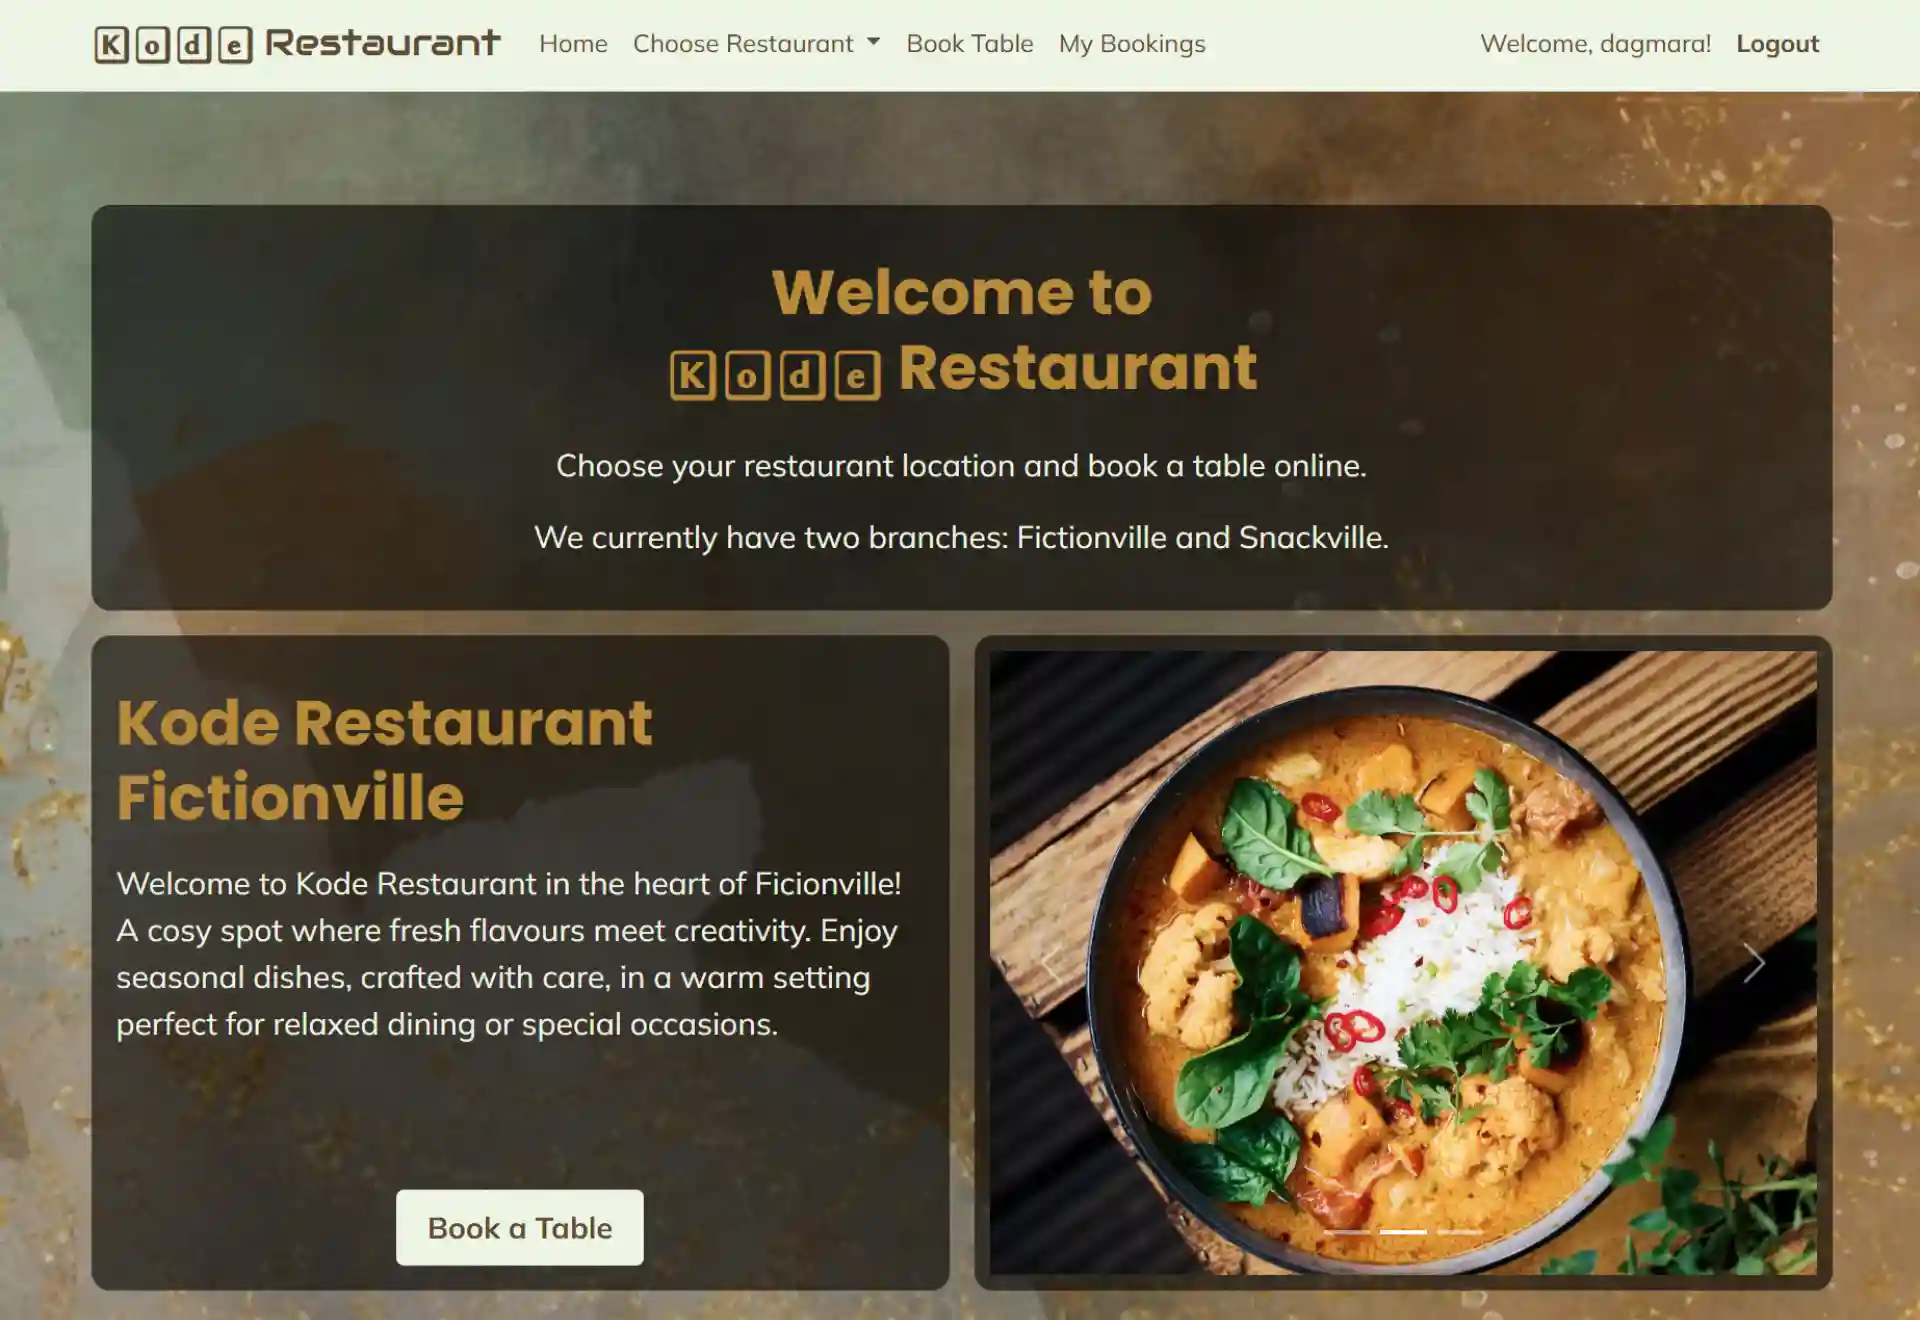 Kode Restaurant Home Choose Restaurant Book Table My Bookings Welcome, dagmara! Logout
Welcome to
Kode Restaurant
Choose your restaurant location and book a table online.
We currently have two branches: Fictionville and Snackville.
Kode Restaurant
Fictionville
Welcome to Kode Restaurant in the heart of Ficionville!
A cosy spot where fresh flavours meet creativity. Enjoy
seasonal dishes, crafted with care, in a warm setting
perfect for relaxed dining or special occasions.
Book a Table